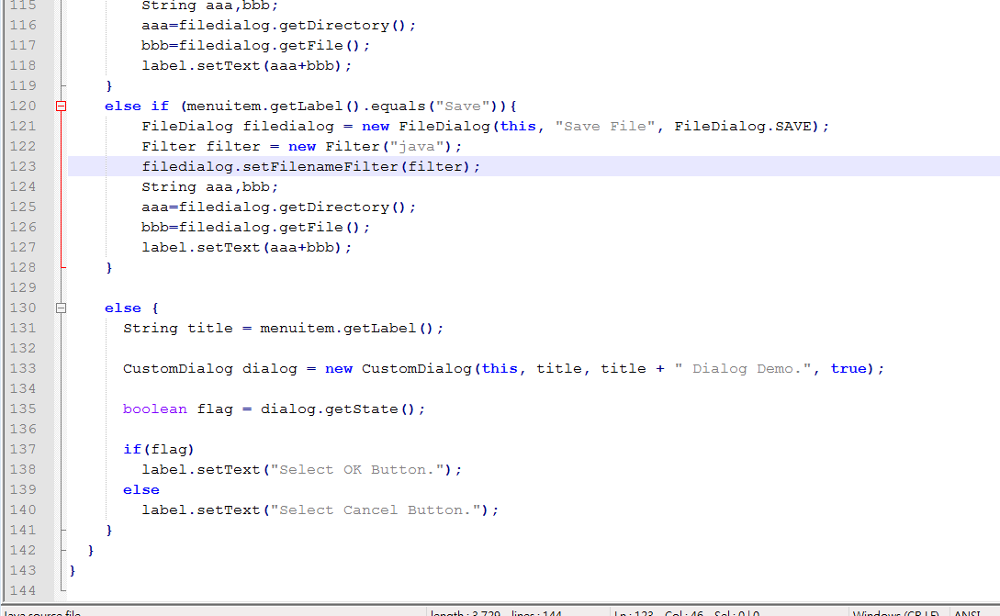 115 String aaa,bbb;
116 aaa=filedialog.getDirectory();
117 bbb=filedialog.getFile();
118 label.setText(aaa+bbb);
119 }
120 else if (menuitem.getLabel().equals("Save")){
121 FileDialog filedialog = new FileDialog(this, "Save File", FileDialog.SAVE);
122 Filter filter = new Filter("java");
123 filedialog.setFilenameFilter(filter);
124 String aaa,bbb;
125 aaa=filedialog.getDirectory();
126 bbb=filedialog.getFile();
127 label.setText(aaa+bbb);
128 }
129
130 else {
131 String title = menuitem.getLabel();
132
133 CustomDialog dialog = new CustomDialog(this, title, title + " Dialog Demo.", true);
134
135 boolean flag = dialog.getState();
136
137 if(flag)
138 label.setText("Select OK Button.");
139 else
140 label.setText("Select Cancel Button.");
141 }
142 }
143 }
144
Java source file length : 3,729 lines : 144 Ln : 123 Col : 46 Sel : 0 | 0 Windows (CR LF) ANSI